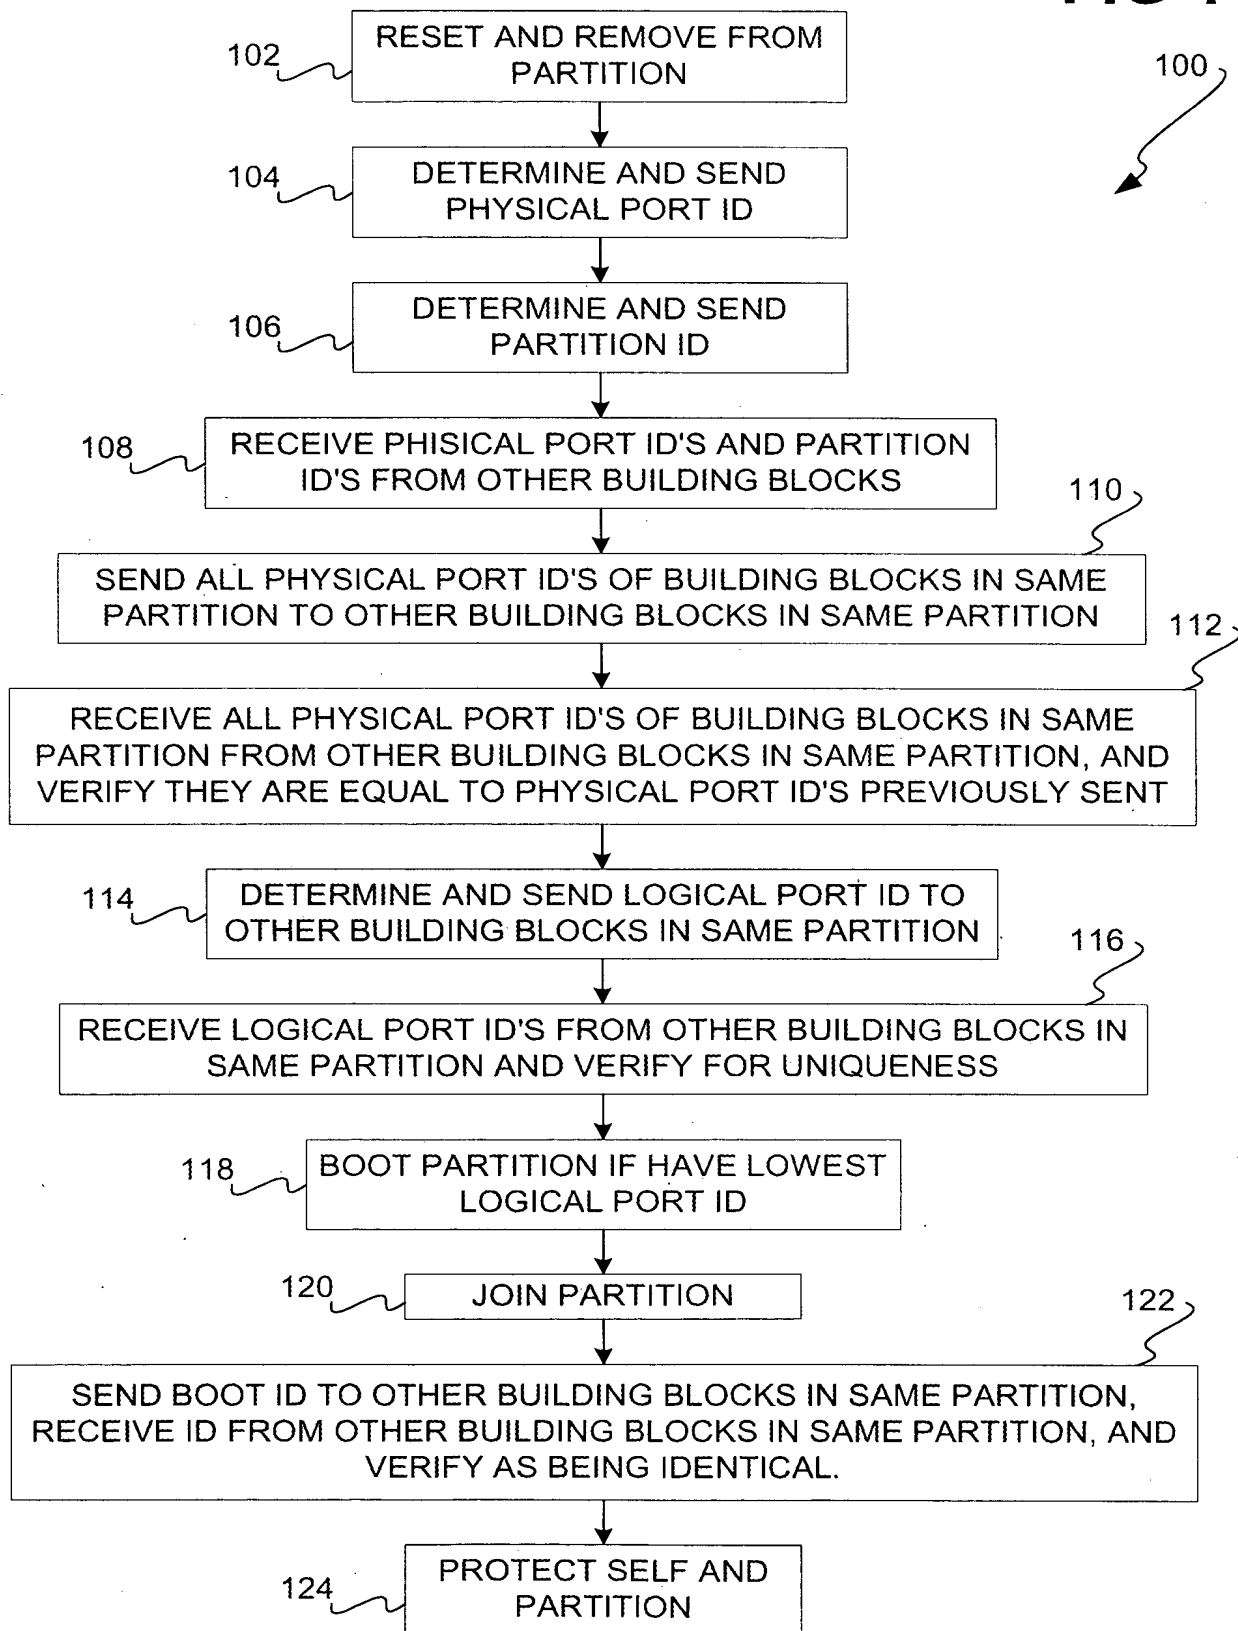 102
RESET AND REMOVE FROM
PARTITION
100
104
DETERMINE AND SEND
PHYSICAL PORT ID
106
DETERMINE AND SEND
PARTITION ID
108
RECEIVE PHISICAL PORT ID'S AND PARTITION
ID'S FROM OTHER BUILDING BLOCKS
110
SEND ALL PHYSICAL PORT ID'S OF BUILDING BLOCKS IN SAME
PARTITION TO OTHER BUILDING BLOCKS IN SAME PARTITION
112
RECEIVE ALL PHYSICAL PORT ID'S OF BUILDING BLOCKS IN SAME
PARTITION FROM OTHER BUILDING BLOCKS IN SAME PARTITION, AND
VERIFY THEY ARE EQUAL TO PHYSICAL PORT ID'S PREVIOUSLY SENT
114
DETERMINE AND SEND LOGICAL PORT ID TO
OTHER BUILDING BLOCKS IN SAME PARTITION
116
RECEIVE LOGICAL PORT ID'S FROM OTHER BUILDING BLOCKS IN
SAME PARTITION AND VERIFY FOR UNIQUENESS
118
BOOT PARTITION IF HAVE LOWEST
LOGICAL PORT ID
120
JOIN PARTITION
122
SEND BOOT ID TO OTHER BUILDING BLOCKS IN SAME PARTITION,
RECEIVE ID FROM OTHER BUILDING BLOCKS IN SAME PARTITION, AND
VERIFY AS BEING IDENTICAL.
124
PROTECT SELF AND
PARTITION